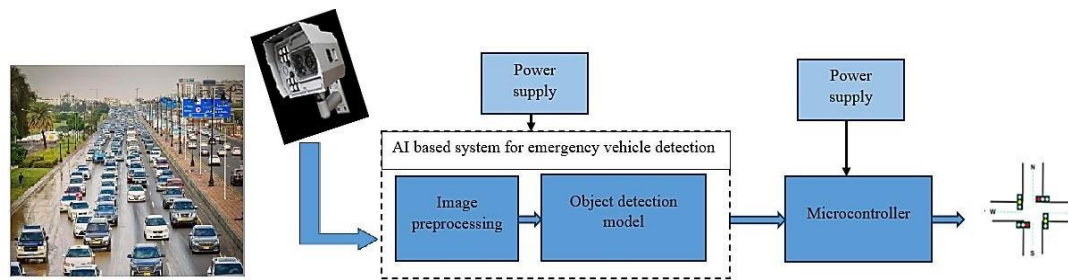 Power
supply
Power
supply
AI based system for emergency vehicle detection
Image
preprocessing
Object detection
model
Microcontroller
N
W
S